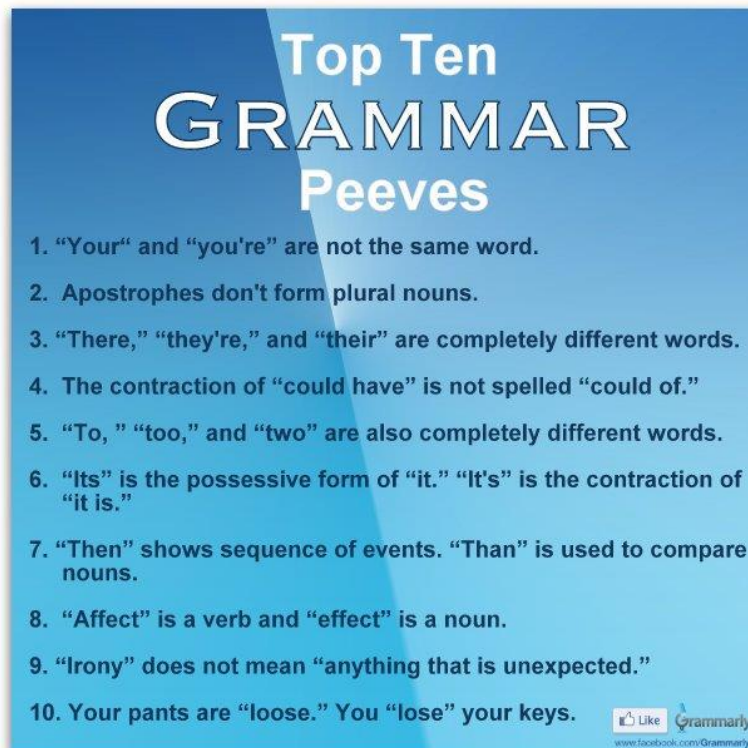 Top Ten
GRAMMAR
Peeves
1. “Your“ and “you're” are not the same word.
2. Apostrophes don't form plural nouns.
3. “There,” “they're,” and “their” are completely different words.
4. The contraction of “could have” is not spelled “could of.”
5. “To, ” “too,” and “two” are also completely different words.
6. “Its” is the possessive form of “it.” “It's” is the contraction of
“it is.”
7. “Then” shows sequence of events. “Than” is used to compare
nouns.
8. “Affect” is a verb and “effect” is a noun.
9. “Irony” does not mean “anything that is unexpected.”
10. Your pants are “loose.” You “lose” your keys.
Like Grammarly
www.facebook.com/Grammarly